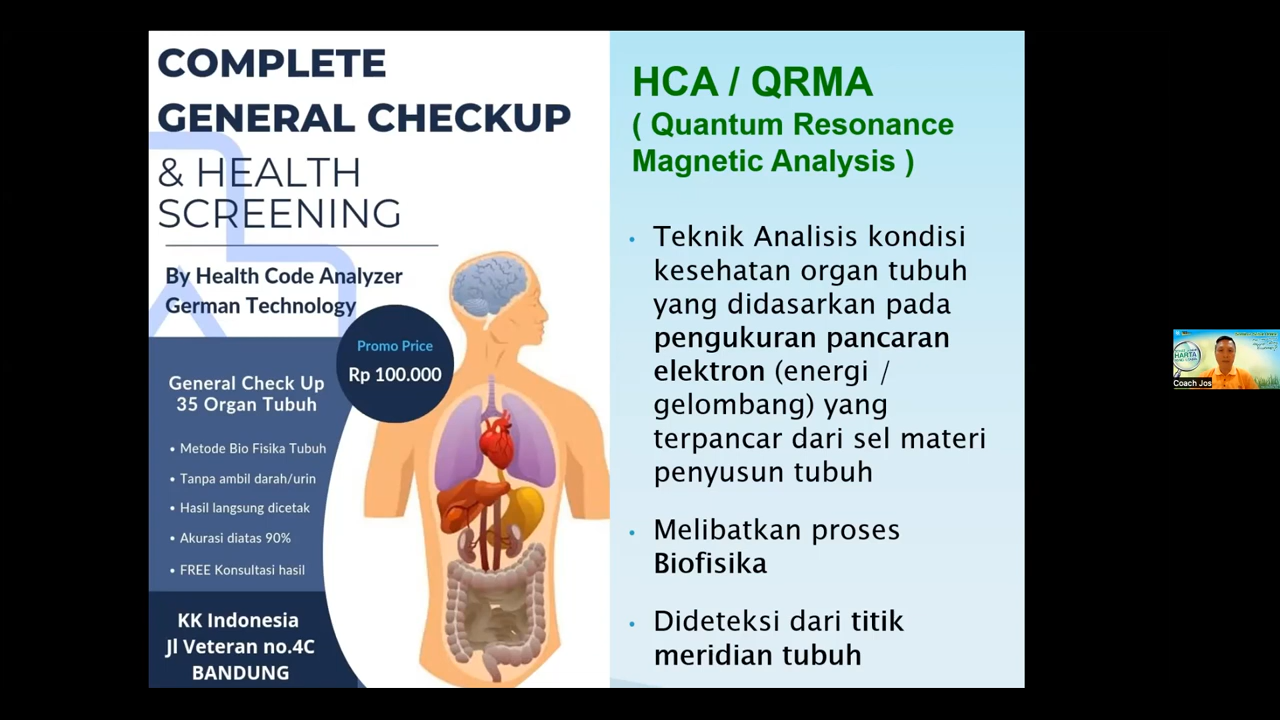 COMPLETE
GENERAL CHECKUP
& HEALTH
SCREENING
By Health Code Analyzer
German Technology
Promo Price
Rp 100.000
General Check Up
35 Organ Tubuh
• Metode Bio Fisika Tubuh
• Tanpa ambil darah/urin
• Hasil langsung dicetak
• Akurasi diatas 90%
• FREE Konsultasi hasil
KK Indonesia
Jl Veteran no.4C
BANDUNG
HCA / QRMA
( Quantum Resonance
Magnetic Analysis )
• Teknik Analisis kondisi
kesehatan organ tubuh
yang didasarkan pada
pengukuran pancaran
elektron (energi /
gelombang) yang
terpancar dari sel materi
penyusun tubuh
• Melibatkan proses
Biofisika
• Dideteksi dari titik
meridian tubuh
HARTA
Coach Jos